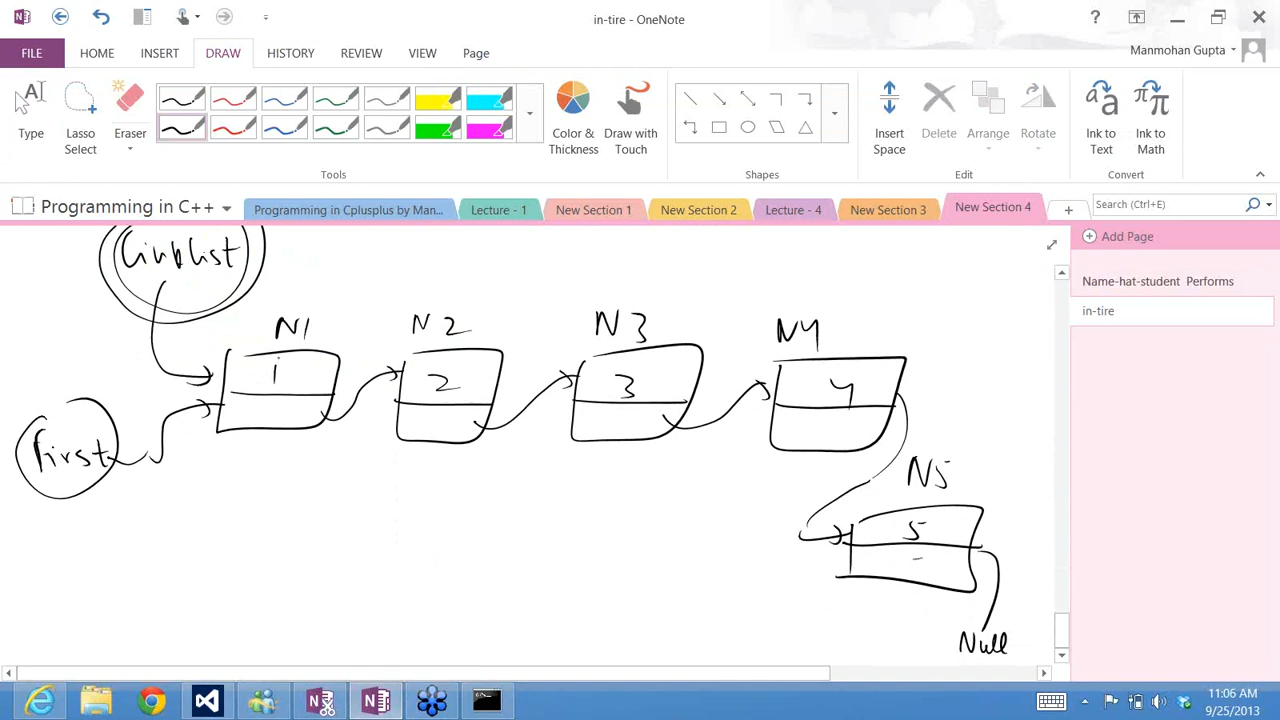 in-tire - OneNote
FILE HOME INSERT DRAW HISTORY REVIEW VIEW Page
Manmohan Gupta
Type
Lasso Select
Eraser
Color & Thickness
Draw with Touch
Insert Space
Delete
Arrange
Rotate
Ink to Text
Ink to Math
Tools Shapes Edit Convert
Programming in C++
Programming in Cplusplus by Man...
Lecture - 1
New Section 1
New Section 2
Lecture - 4
New Section 3
New Section 4
Search (Ctrl+E)
Add Page
Name-hat-student Performs
in-tire
linklist
N1 N2 N3 N4
1 2 3 4
first
N5
5
Null
11:06 AM
9/25/2013